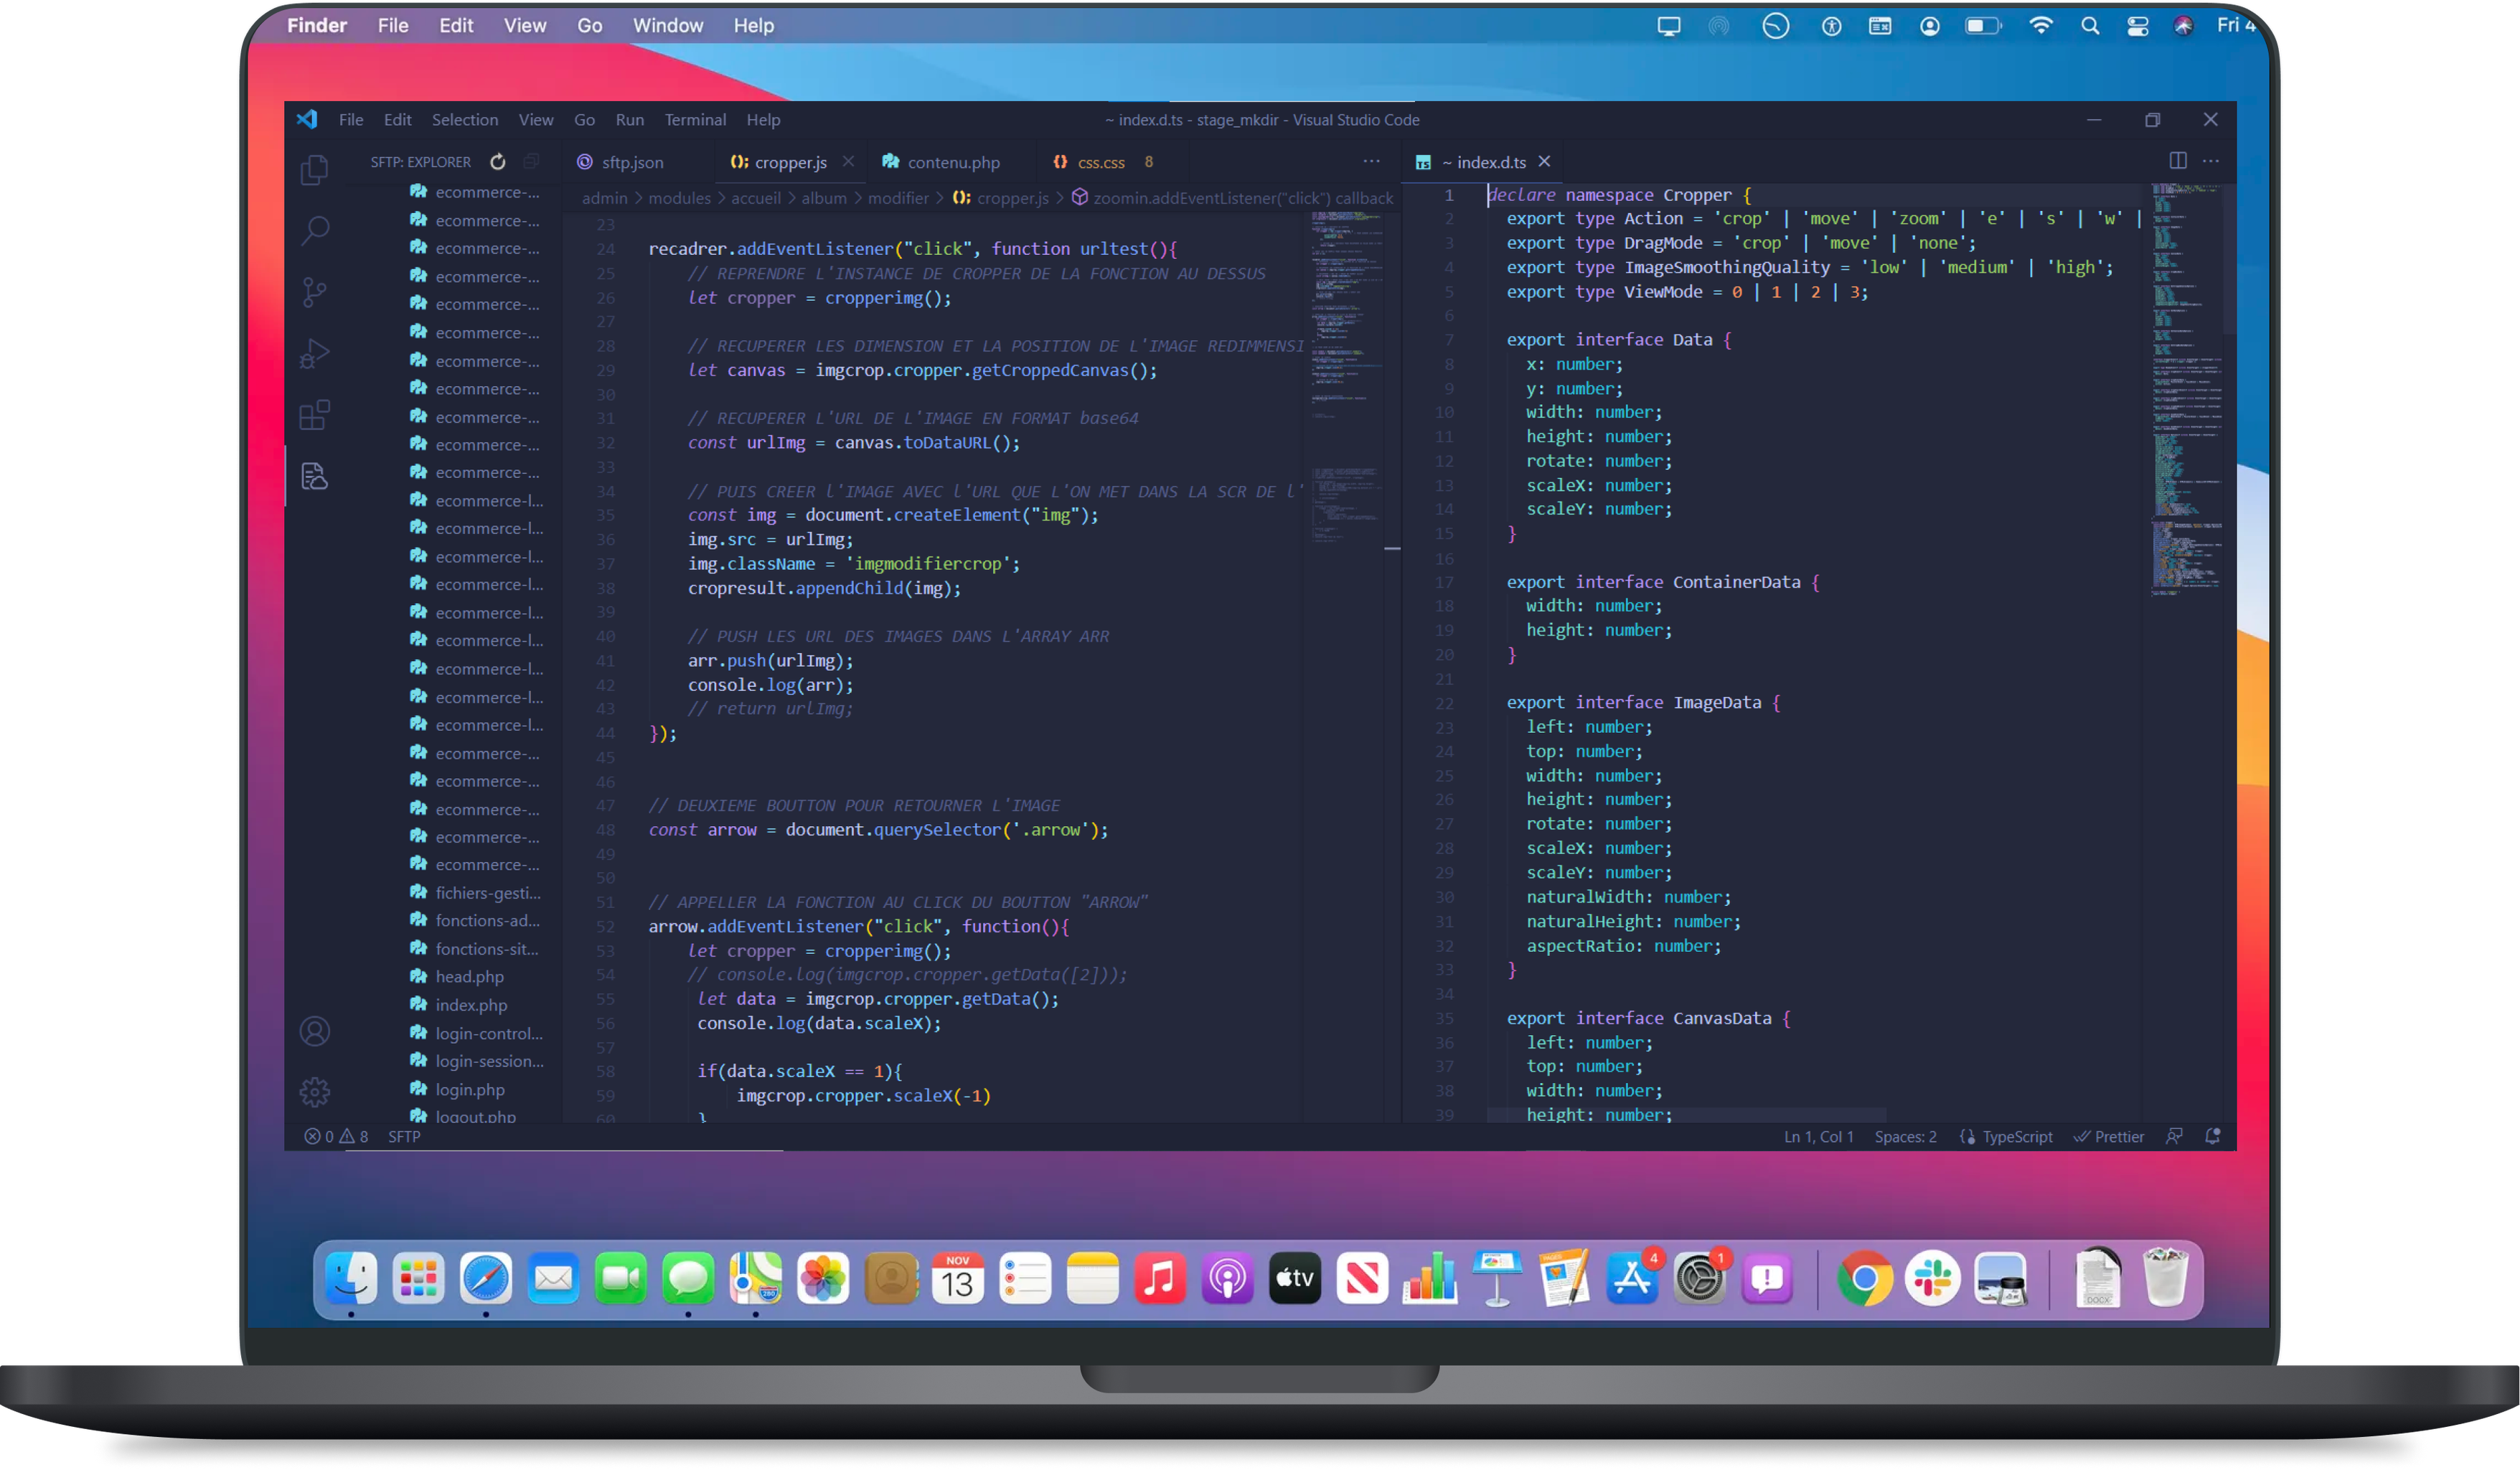 Finder File Edit View Go Window Help
Fri 4
File Edit Selection View Go Run Terminal Help
~ index.d.ts - stage_mkdir - Visual Studio Code
SFTP: EXPLORER
sftp.json
cropper.js
contenu.php
css.css 8
~ index.d.ts
admin > modules > accueil > album > modifier > cropper.js > zoomin.addEventListener("click") callback
ecommerce-...
ecommerce-...
ecommerce-...
ecommerce-...
ecommerce-...
ecommerce-...
ecommerce-...
ecommerce-...
ecommerce-...
ecommerce-...
ecommerce-...
ecommerce-l...
ecommerce-l...
ecommerce-l...
ecommerce-l...
ecommerce-l...
ecommerce-l...
ecommerce-l...
ecommerce-l...
ecommerce-l...
ecommerce-...
ecommerce-...
ecommerce-...
ecommerce-...
ecommerce-...
fichiers-gesti...
fonctions-ad...
fonctions-sit...
head.php
index.php
login-control...
login-session...
login.php
logout.php
23
24 recadrer.addEventListener("click", function urltest(){
25 // REPRENDRE L'INSTANCE DE CROPPER DE LA FONCTION AU DESSUS
26 let cropper = cropperimg();
27
28 // RECUPERER LES DIMENSION ET LA POSITION DE L'IMAGE REDIMMENSI
29 let canvas = imgcrop.cropper.getCroppedCanvas();
30
31 // RECUPERER L'URL DE L'IMAGE EN FORMAT base64
32 const urlImg = canvas.toDataURL();
33
34 // PUIS CREER l'IMAGE AVEC l'URL QUE L'ON MET DANS LA SCR DE l'
35 const img = document.createElement("img");
36 img.src = urlImg;
37 img.className = 'imgmodifiercrop';
38 cropresult.appendChild(img);
39
40 // PUSH LES URL DES IMAGES DANS L'ARRAY ARR
41 arr.push(urlImg);
42 console.log(arr);
43 // return urlImg;
44 });
45
46
47 // DEUXIEME BOUTTON POUR RETOURNER L'IMAGE
48 const arrow = document.querySelector('.arrow');
49
50
51 // APPELLER LA FONCTION AU CLICK DU BOUTTON "ARROW"
52 arrow.addEventListener("click", function(){
53 let cropper = cropperimg();
54 // console.log(imgcrop.cropper.getData([2]));
55 let data = imgcrop.cropper.getData();
56 console.log(data.scaleX);
57
58 if(data.scaleX == 1){
59 imgcrop.cropper.scaleX(-1)
60 }
1 declare namespace Cropper {
2 export type Action = 'crop' | 'move' | 'zoom' | 'e' | 's' | 'w' |
3 export type DragMode = 'crop' | 'move' | 'none';
4 export type ImageSmoothingQuality = 'low' | 'medium' | 'high';
5 export type ViewMode = 0 | 1 | 2 | 3;
6
7 export interface Data {
8 x: number;
9 y: number;
10 width: number;
11 height: number;
12 rotate: number;
13 scaleX: number;
14 scaleY: number;
15 }
16
17 export interface ContainerData {
18 width: number;
19 height: number;
20 }
21
22 export interface ImageData {
23 left: number;
24 top: number;
25 width: number;
26 height: number;
27 rotate: number;
28 scaleX: number;
29 scaleY: number;
30 naturalWidth: number;
31 naturalHeight: number;
32 aspectRatio: number;
33 }
34
35 export interface CanvasData {
36 left: number;
37 top: number;
38 width: number;
39 height: number;
0 8 SFTP
Ln 1, Col 1 Spaces: 2 TypeScript Prettier
NOV
13
tv
4
1
DOCX